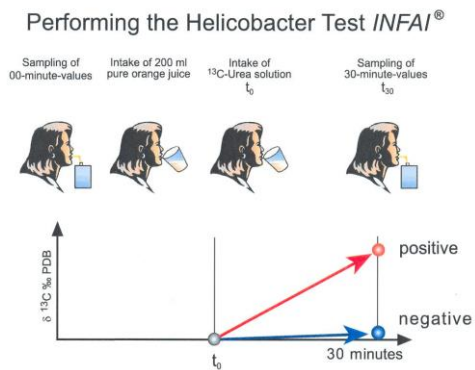 Performing the Helicobacter Test INFAI®
Sampling of
00-minute-values
Intake of 200 ml
pure orange juice
Intake of
¹³C-Urea solution
t₀
Sampling of
30-minute-values
t₃₀
δ ¹³C ‰ PDB
positive
negative
t₀
30 minutes